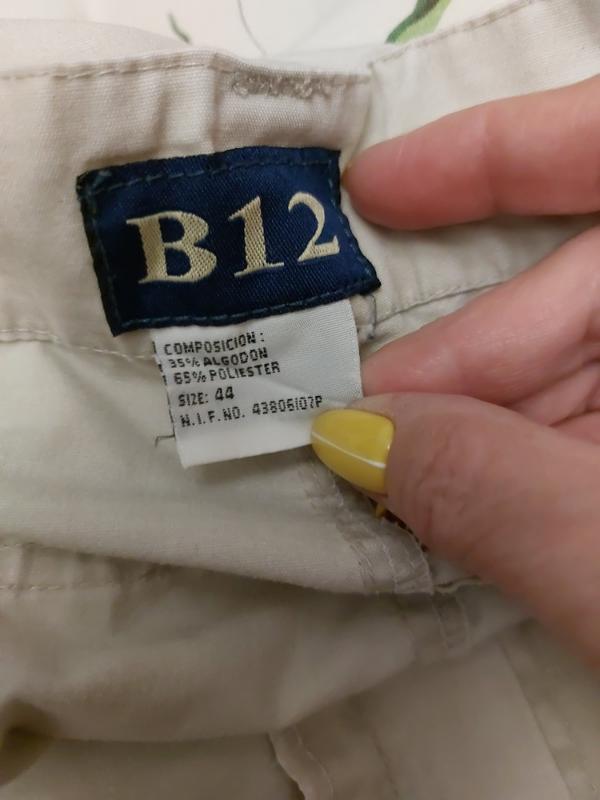 B12
COMPOSICION:
35% ALGODON
65% POLIESTER
SIZE: 44
N.I.F.NO. 43806107P